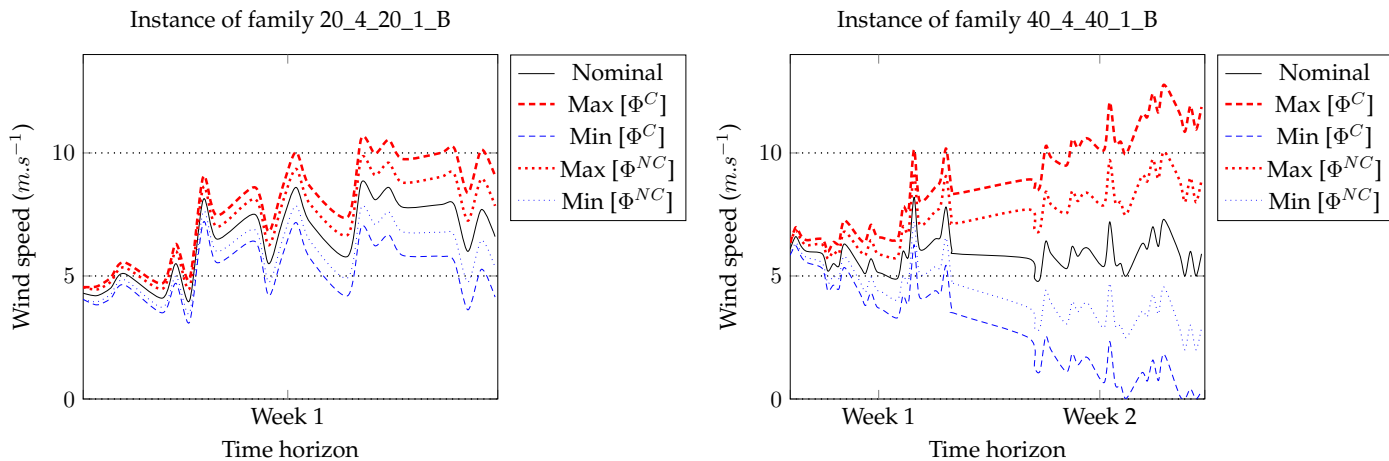 Instance of family 20_4_20_1_B
Wind speed (m.s⁻¹)
10
5
0
Week 1
Time horizon
Nominal
Max [Φ^C]
Min [Φ^C]
Max [Φ^NC]
Min [Φ^NC]
Instance of family 40_4_40_1_B
Wind speed (m.s⁻¹)
10
5
0
Week 1
Week 2
Time horizon
Nominal
Max [Φ^C]
Min [Φ^C]
Max [Φ^NC]
Min [Φ^NC]